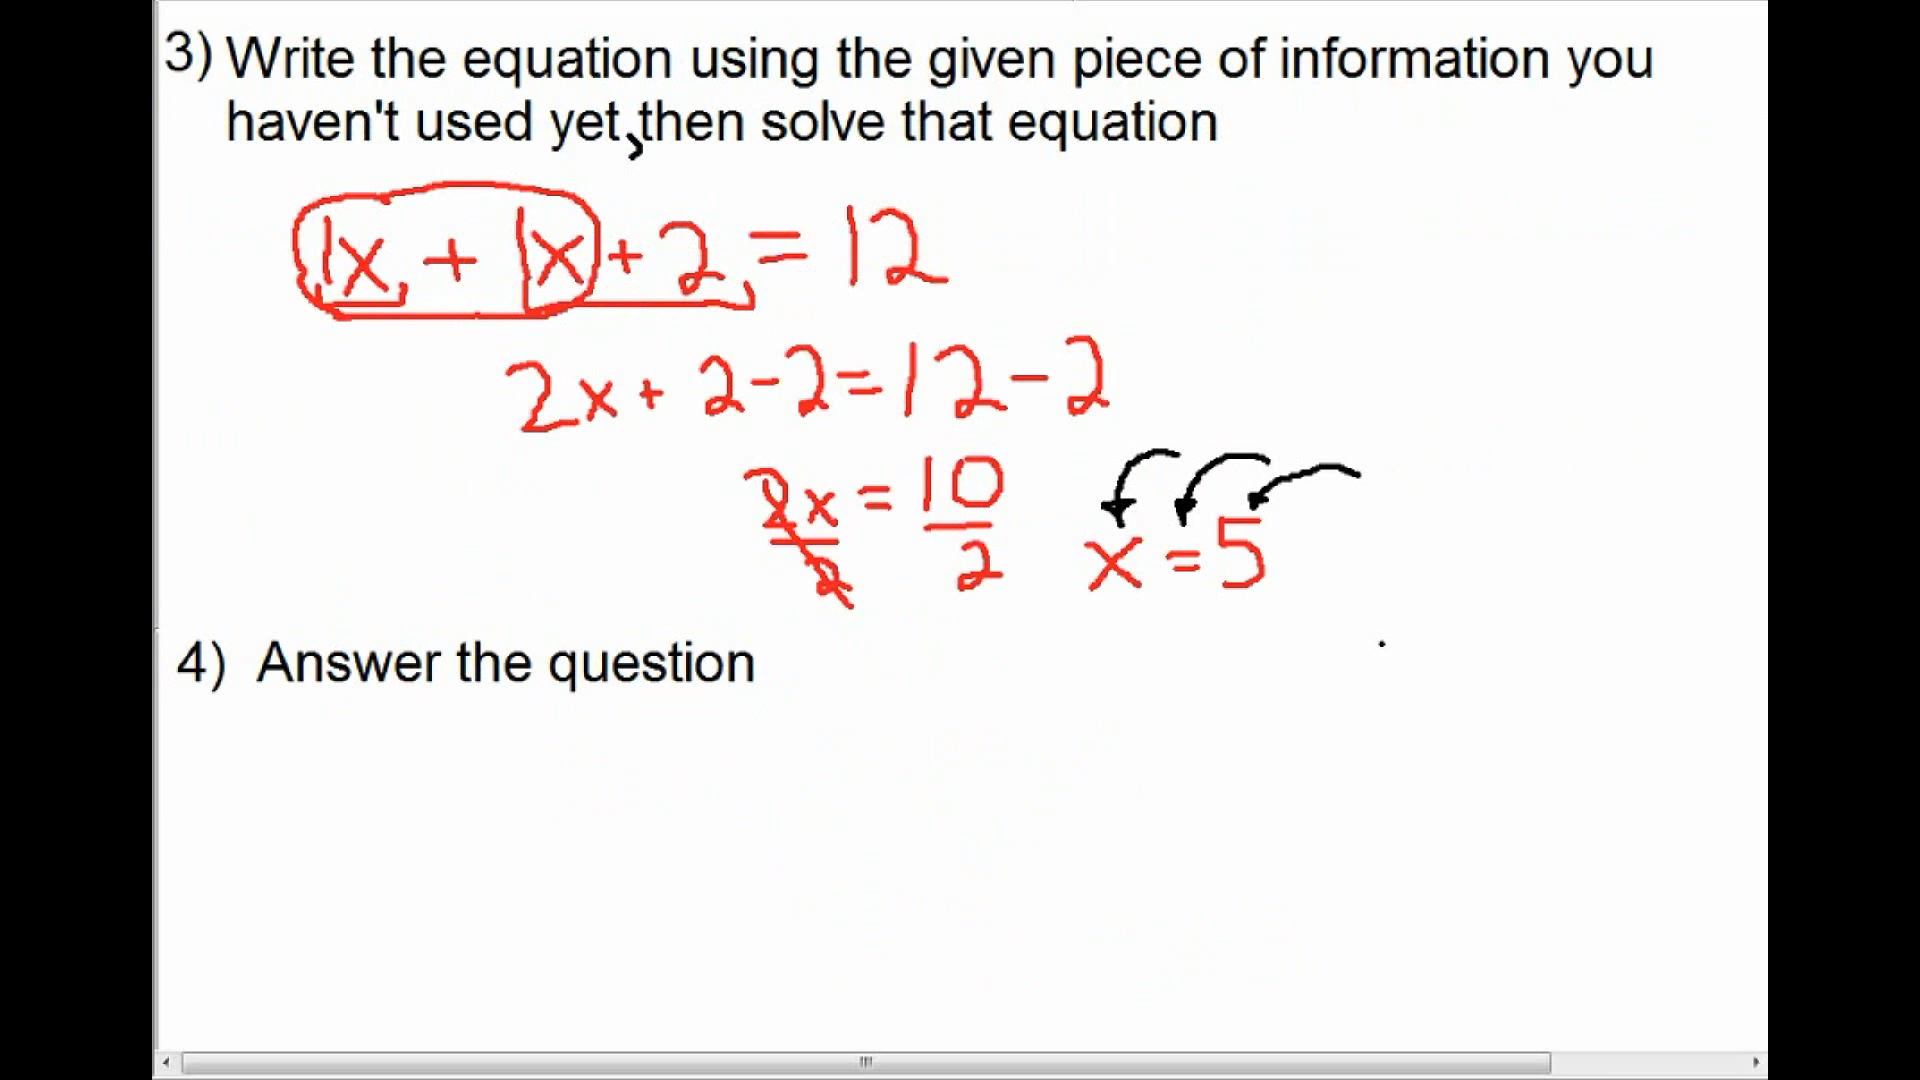 3) Write the equation using the given piece of information you
haven't used yet, then solve that equation
1x + 1x + 2 = 12
2x + 2 - 2 = 12 - 2
2x/2 = 10/2 x = 5
4) Answer the question